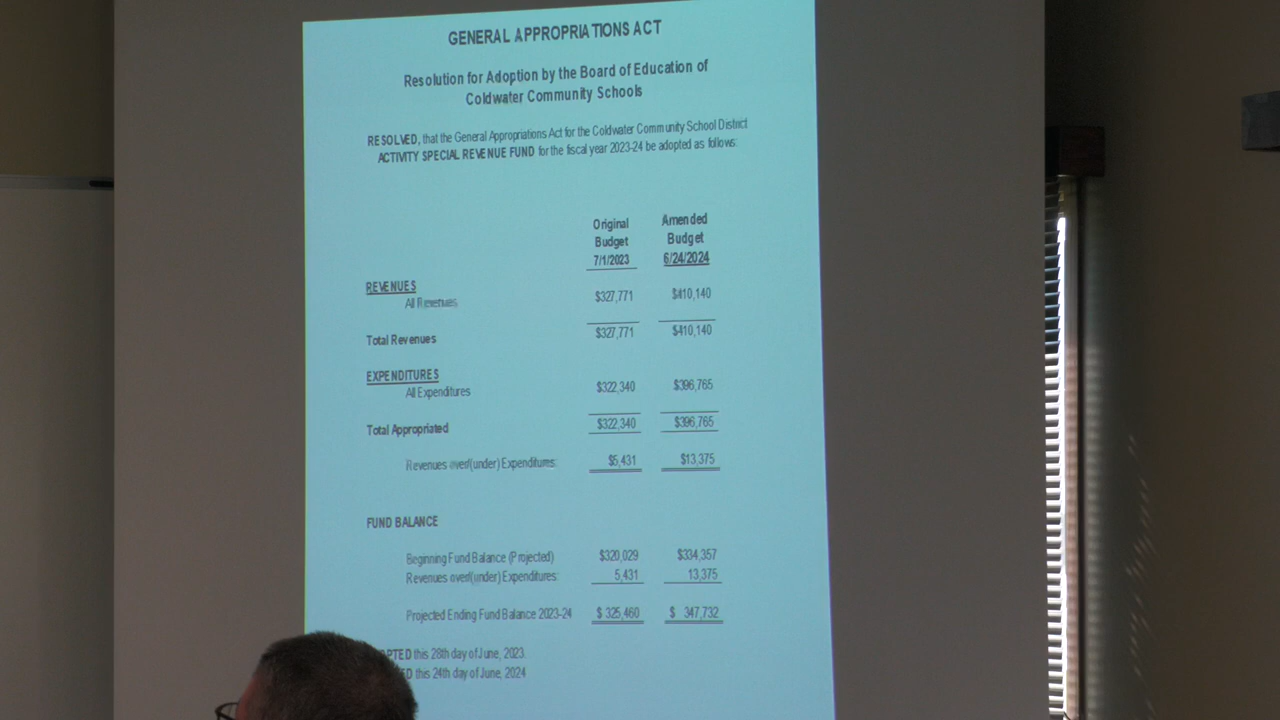 GENERAL APPROPRIATIONS ACT
Resolution for Adoption by the Board of Education of
Coldwater Community Schools
RESOLVED, that the General Appropriations Act for the Coldwater Community School District
ACTIVITY SPECIAL REVENUE FUND for the fiscal year 2023-24 be adopted as follows:
Original Amended
Budget Budget
7/1/2023 6/24/2024
REVENUES
All Revenues $327,771 $410,140
Total Revenues $327,771 $410,140
EXPENDITURES
All Expenditures $322,340 $396,765
Total Appropriated $322,340 $396,765
Revenues over/(under) Expenditures: $5,431 $13,375
FUND BALANCE
Beginning Fund Balance (Projected) $320,029 $334,357
Revenues over/(under) Expenditures: 5,431 13,375
Projected Ending Fund Balance 2023-24 $ 325,460 $ 347,732
PTED this 28th day of June, 2023
ED this 24th day of June, 2024